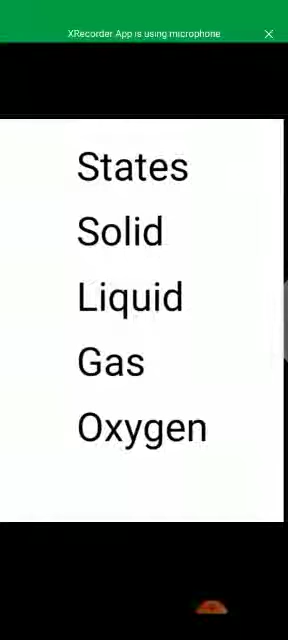 XRecorder App is using microphone
States
Solid
Liquid
Gas
Oxygen